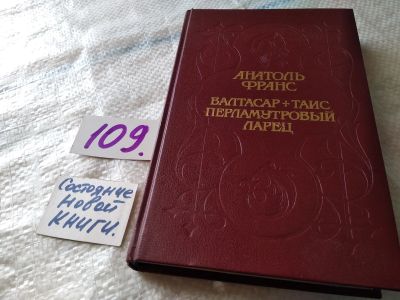 АНАТОЛЬ
ФРАНС
ВАЛТАСАР + ТАИС
ПЕРЛАМУТРОВЫЙ
ЛАРЕЦ
109.
Состояние
новой
книги.